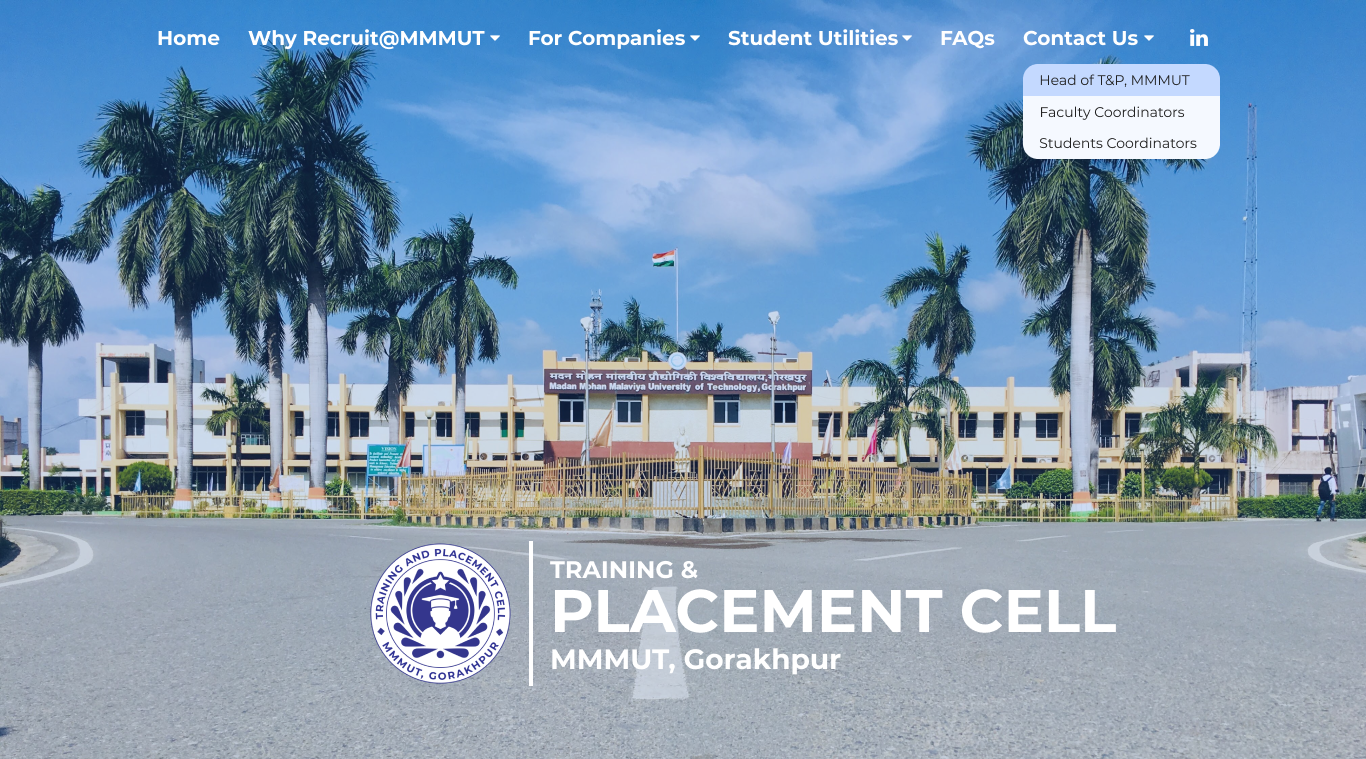 Home Why Recruit@MMMUT For Companies Student Utilities FAQs Contact Us in
Head of T&P, MMMUT
Faculty Coordinators
Students Coordinators
मदन मोहन मालवीय प्रौद्योगिकी विश्वविद्यालय, गोरखपुर
Madan Mohan Malaviya University of Technology, Gorakhpur
TRAINING AND PLACEMENT CELL
MMMUT, GORAKHPUR
TRAINING &
PLACEMENT CELL
MMMUT, Gorakhpur